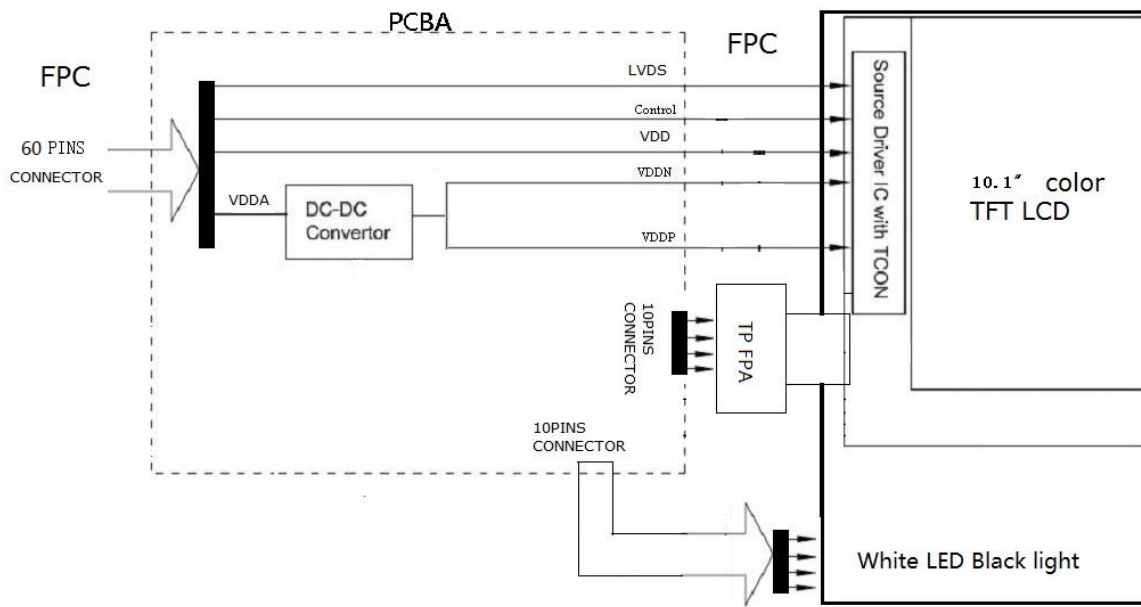 PCBA
FPC
FPC
LVDS
Control
VDD
VDDN
VDDP
60 PINS
CONNECTOR
VDDA
DC-DC
Convertor
Source Driver IC with TCON
10.1" color
TFT LCD
10PINS
CONNECTOR
TP FPA
10PINS
CONNECTOR
White LED Black light